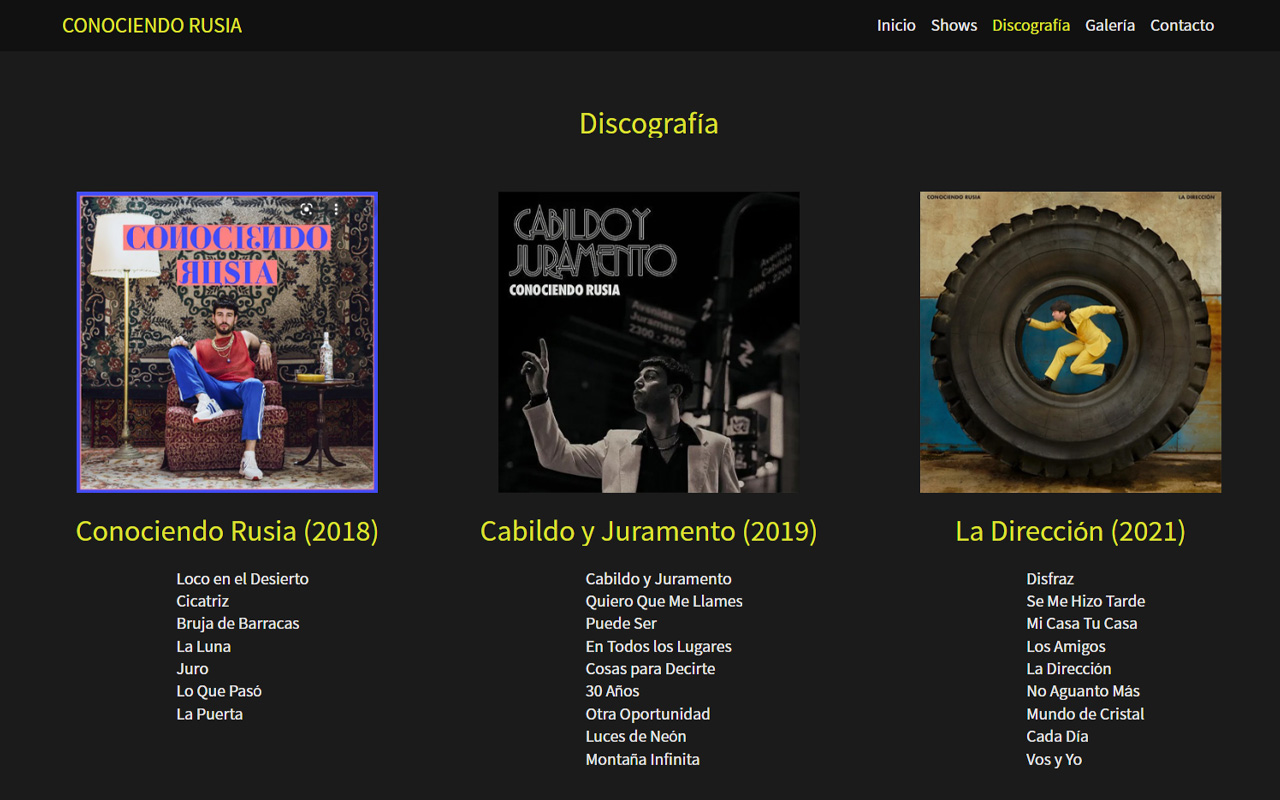 CONOCIENDO RUSIA
Inicio Shows Discografía Galería Contacto
Discografía
CONOCIENDO
RUSIA
CABILDO Y
JURAMENTO
CONOCIENDO RUSIA
Avenida
Juramento
2300 - 2400
Avenida
Cabildo
2100 - 2200
CONOCIENDO RUSIA
LA DIRECCIÓN
Conociendo Rusia (2018)
Loco en el Desierto
Cicatriz
Bruja de Barracas
La Luna
Juro
Lo Que Pasó
La Puerta
Cabildo y Juramento (2019)
Cabildo y Juramento
Quiero Que Me Llames
Puede Ser
En Todos los Lugares
Cosas para Decirte
30 Años
Otra Oportunidad
Luces de Neón
Montaña Infinita
La Dirección (2021)
Disfraz
Se Me Hizo Tarde
Mi Casa Tu Casa
Los Amigos
La Dirección
No Aguanto Más
Mundo de Cristal
Cada Día
Vos y Yo